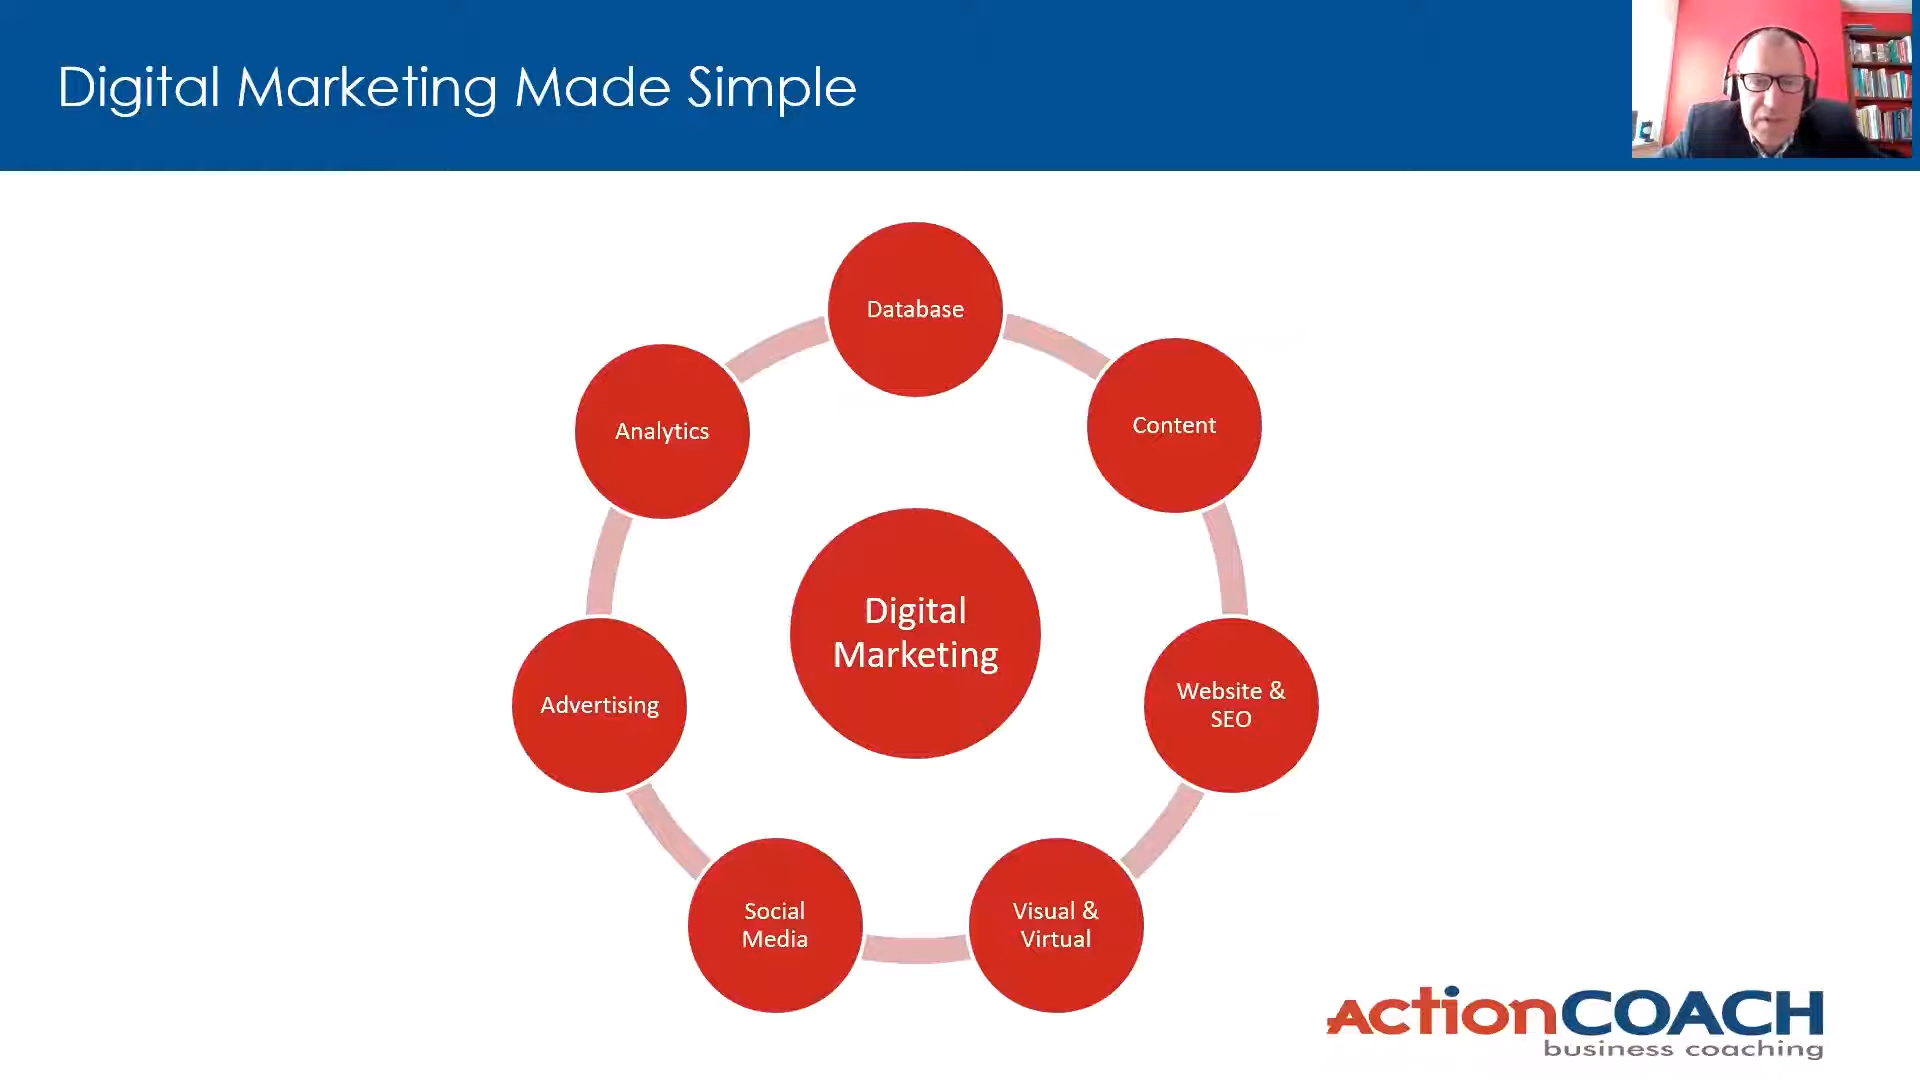 Digital Marketing Made Simple
Database
Content
Analytics
Digital
Marketing
Website &
SEO
Advertising
Social
Media
Visual &
Virtual
ActionCOACH
business coaching